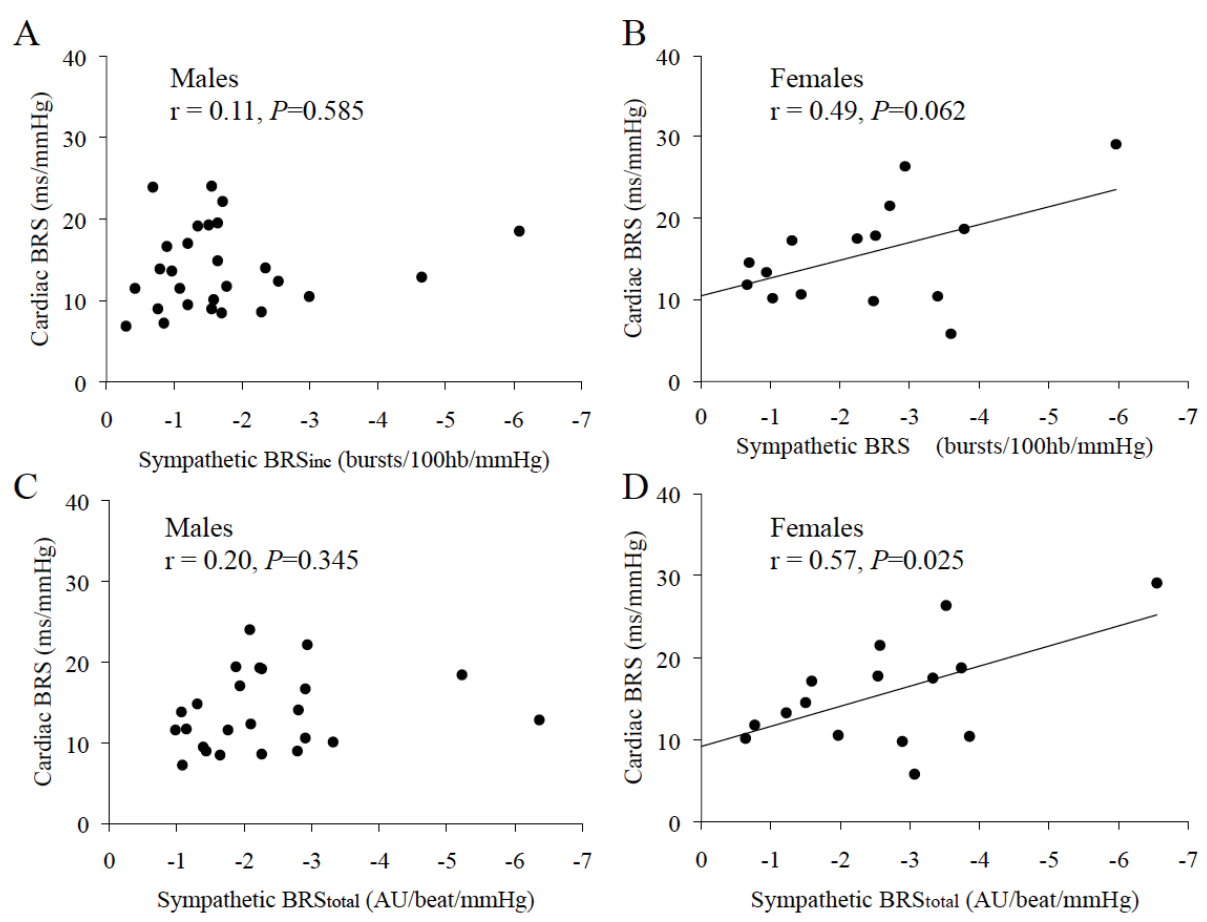 A
Males
r = 0.11, P=0.585
Cardiac BRS (ms/mmHg)
40
30
20
10
0
0 -1 -2 -3 -4 -5 -6 -7
Sympathetic BRSinc (bursts/100hb/mmHg)
B
Females
r = 0.49, P=0.062
Cardiac BRS (ms/mmHg)
40
30
20
10
0
0 -1 -2 -3 -4 -5 -6 -7
Sympathetic BRS (bursts/100hb/mmHg)
C
Males
r = 0.20, P=0.345
Cardiac BRS (ms/mmHg)
40
30
20
10
0
0 -1 -2 -3 -4 -5 -6 -7
Sympathetic BRStotal (AU/beat/mmHg)
D
Females
r = 0.57, P=0.025
Cardiac BRS (ms/mmHg)
40
30
20
10
0
0 -1 -2 -3 -4 -5 -6 -7
Sympathetic BRStotal (AU/beat/mmHg)